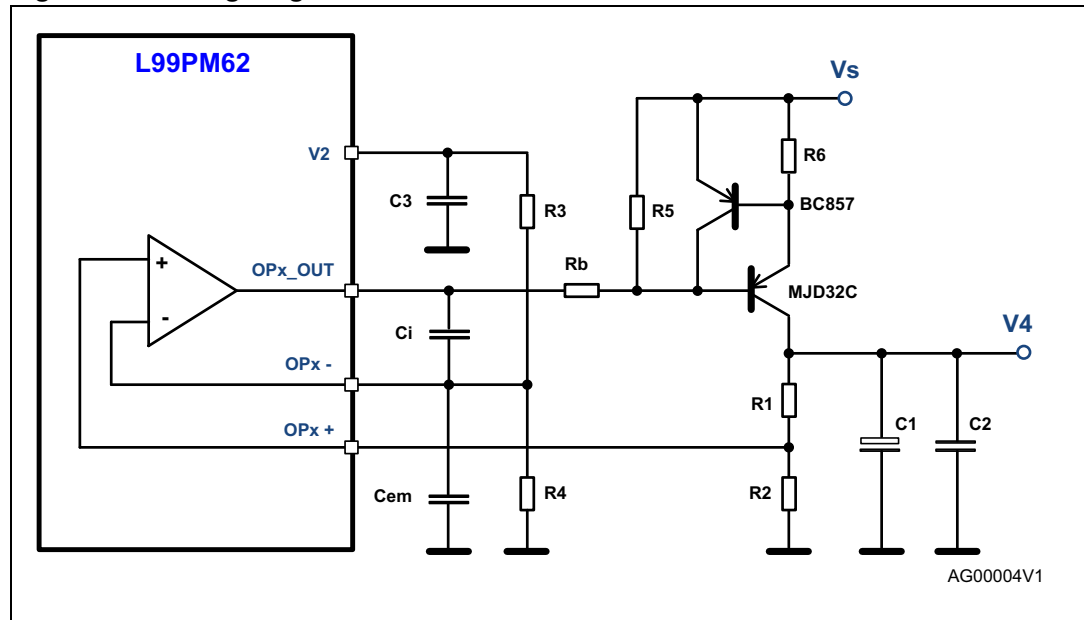 L99PM62
Vs
V2
R6
C3
R3
R5
BC857
+
OPx_OUT
Rb
MJD32C
-
Ci
V4
OPx -
R1
C1
C2
OPx +
Cem
R4
R2
AG00004V1